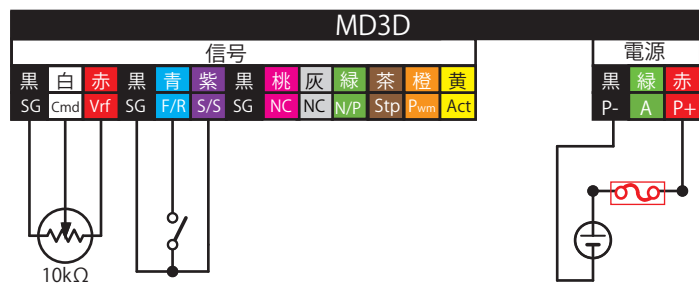 MD3D
信号 電源
黒 白 赤 黒 青 紫 黒 桃 灰 緑 茶 橙 黄 黒 緑 赤
SG Cmd Vrf SG F/R S/S SG NC NC N/P Stp Pwm Act P- A P+
10kΩ